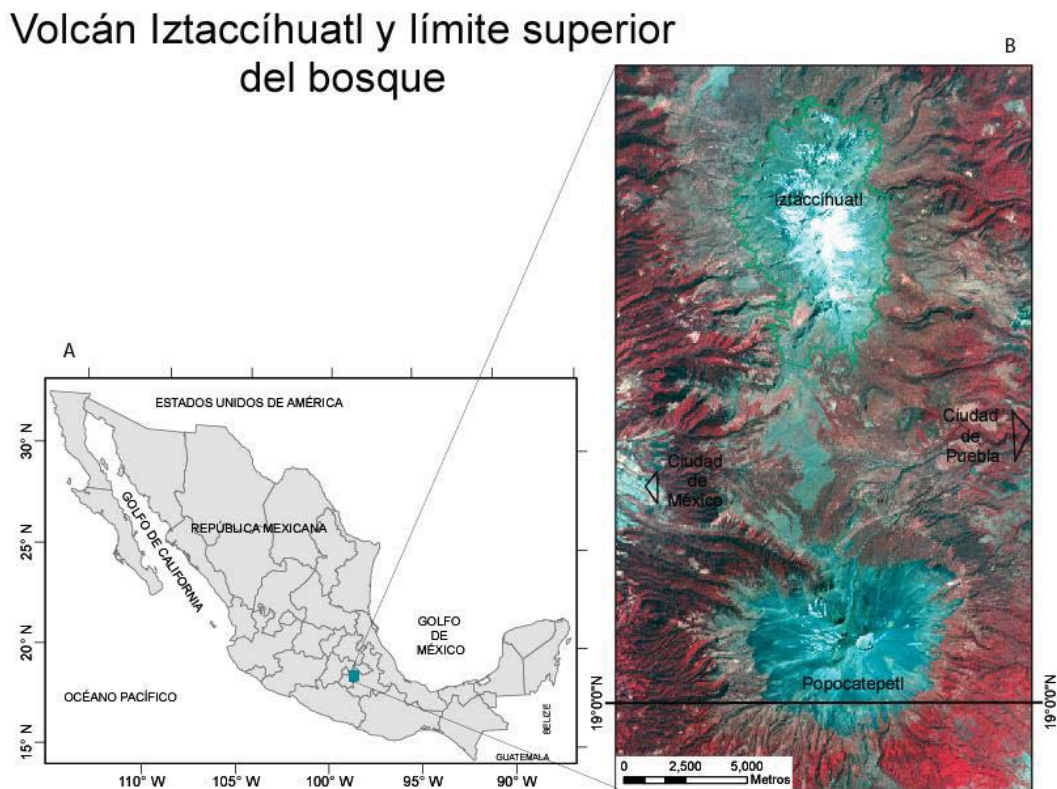 Volcán Iztaccíhuatl y límite superior
del bosque
A
ESTADOS UNIDOS DE AMÉRICA
30° N
25° N
20° N
15° N
GOLFO DE CALIFORNIA
REPÚBLICA MEXICANA
GOLFO
DE
MÉXICO
OCÉANO PACÍFICO
BELIZE
GUATEMALA
110° W
105° W
100° W
95° W
90° W
B
Iztaccíhuatl
Ciudad
de
Puebla
Ciudad
de
México
Popocatepetl
19°0'0"N
19°0'0"N
0 2,500 5,000
Metros